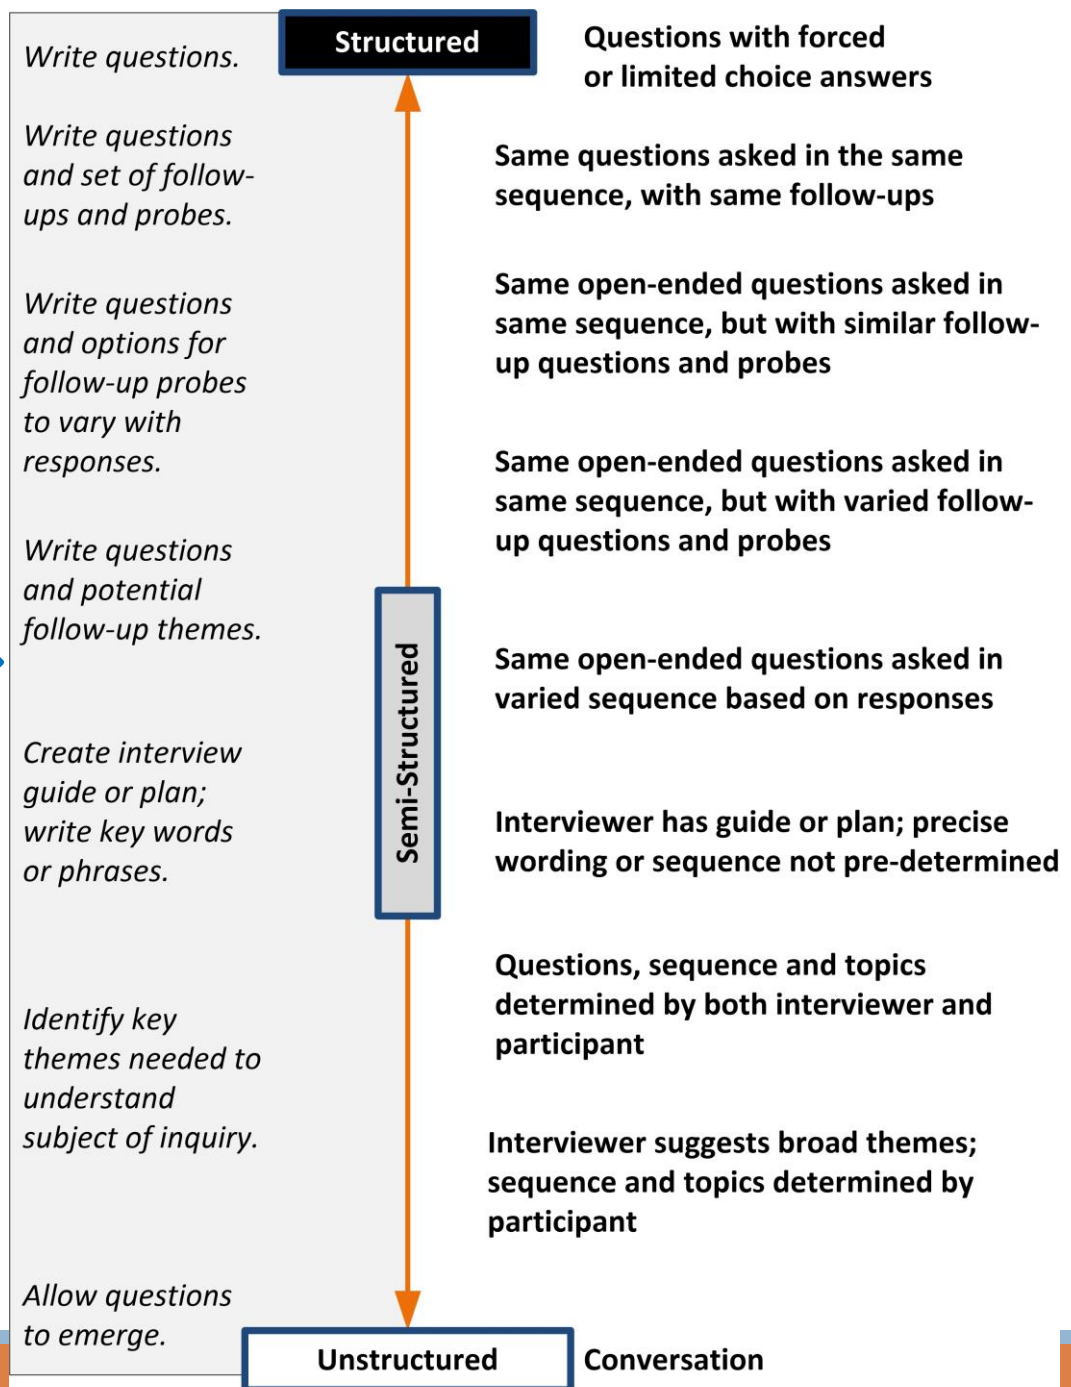 Write questions.
Write questions
and set of follow-
ups and probes.
Write questions
and options for
follow-up probes
to vary with
responses.
Write questions
and potential
follow-up themes.
Create interview
guide or plan;
write key words
or phrases.
Identify key
themes needed to
understand
subject of inquiry.
Allow questions
to emerge.
Structured
Semi-Structured
Unstructured
Questions with forced
or limited choice answers
Same questions asked in the same
sequence, with same follow-ups
Same open-ended questions asked in
same sequence, but with similar follow-
up questions and probes
Same open-ended questions asked in
same sequence, but with varied follow-
up questions and probes
Same open-ended questions asked in
varied sequence based on responses
Interviewer has guide or plan; precise
wording or sequence not pre-determined
Questions, sequence and topics
determined by both interviewer and
participant
Interviewer suggests broad themes;
sequence and topics determined by
participant
Conversation